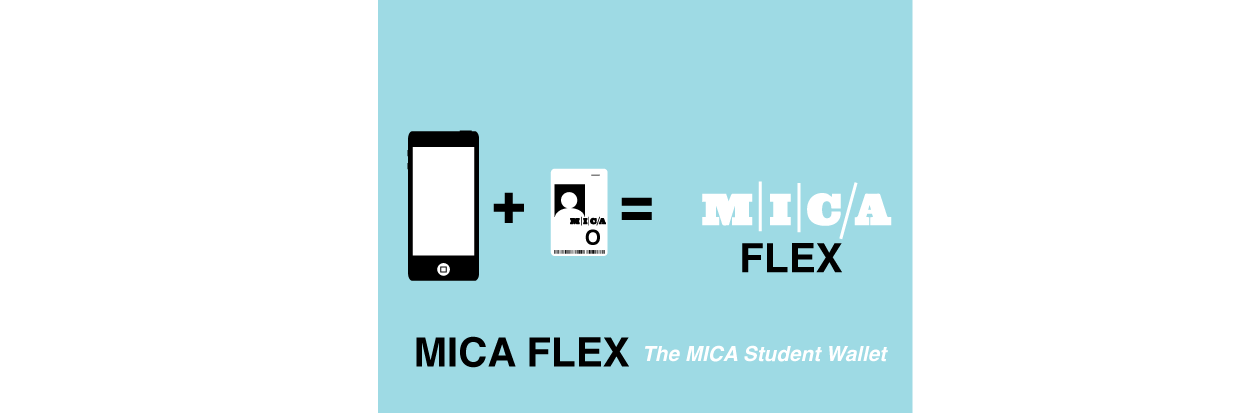 +
M|I|C/A
O
=
M|I|C/A
FLEX
MICA FLEX The MICA Student Wallet